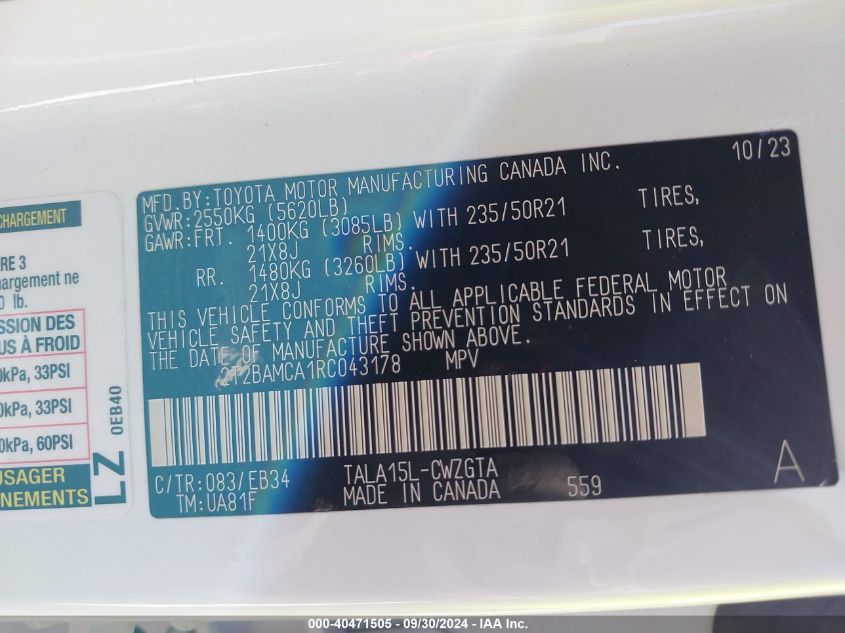 CHARGEMENT
RE 3
chargement ne
0 lb.
SSION DES
US À FROID
0kPa, 33PSI
0kPa, 33PSI
0kPa, 60PSI
USAGER
NEMENTS
LZ 0EB40
10/23
MFD.BY:TOYOTA MOTOR MANUFACTURING CANADA INC.
GVWR:2550KG (5620LB)
GAWR:FRT. 1400KG (3085LB) WITH 235/50R21 TIRES,
21X8J RIMS.
RR. 1480KG (3260LB) WITH 235/50R21 TIRES,
21X8J RIMS.
THIS VEHICLE CONFORMS TO ALL APPLICABLE FEDERAL MOTOR
VEHICLE SAFETY AND THEFT PREVENTION STANDARDS IN EFFECT ON
THE DATE OF MANUFACTURE SHOWN ABOVE.
2T2BAMCA1RC043178 MPV
C/TR:083/EB34 TALA15L-CWZGTA A
TM:UA81F MADE IN CANADA 559
000-40471505 - 09/30/2024 - IAA Inc.